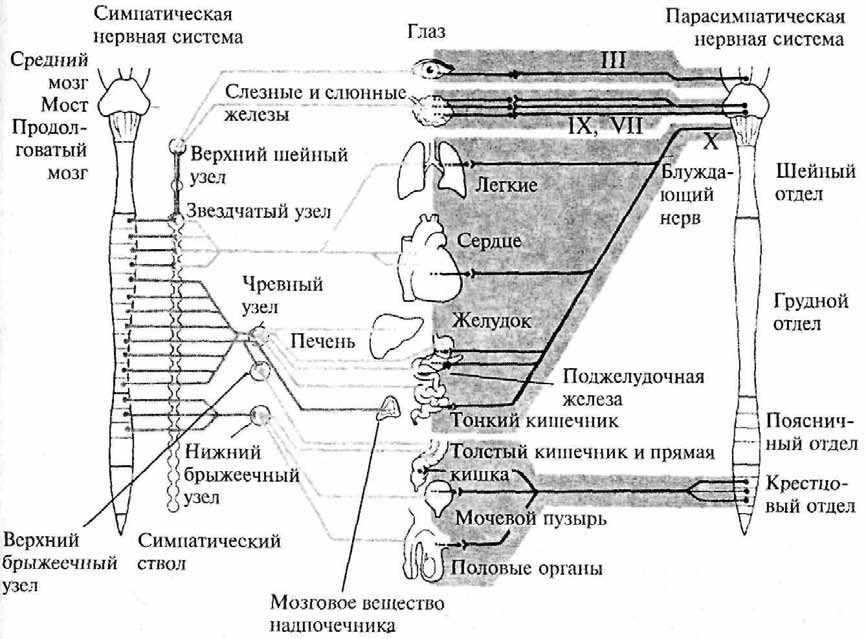 Симпатическая
нервная система
Глаз
Парасимпатическая
нервная система
Средний
мозг
Мост
Продол-
говатый
мозг
Слезные и слюнные
железы
III
IX, VII
X
Верхний шейный
узел
Легкие
Блужда-
ющий
нерв
Шейный
отдел
Звездчатый узел
Сердце
Чревный
узел
Печень
Желудок
Грудной
отдел
Поджелудочная
железа
Тонкий кишечник
Пояснич-
ный отдел
Нижний
брыжеечный
узел
Толстый кишечник и прямая
кишка
Крестцо-
вый отдел
Мочевой пузырь
Верхний
брыжеечный
узел
Симпатический
ствол
Половые органы
Мозговое вещество
надпочечника